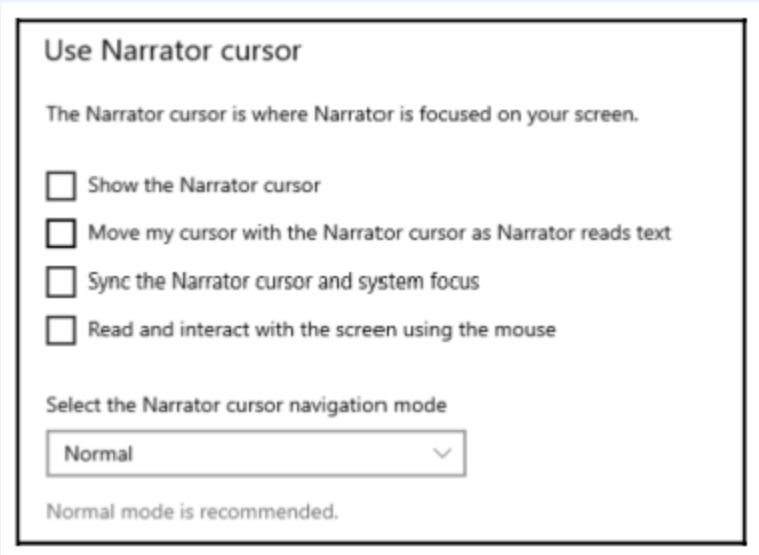 Use Narrator cursor
The Narrator cursor is where Narrator is focused on your screen.
Show the Narrator cursor
Move my cursor with the Narrator cursor as Narrator reads text
Sync the Narrator cursor and system focus
Read and interact with the screen using the mouse
Select the Narrator cursor navigation mode
Normal
Normal mode is recommended.